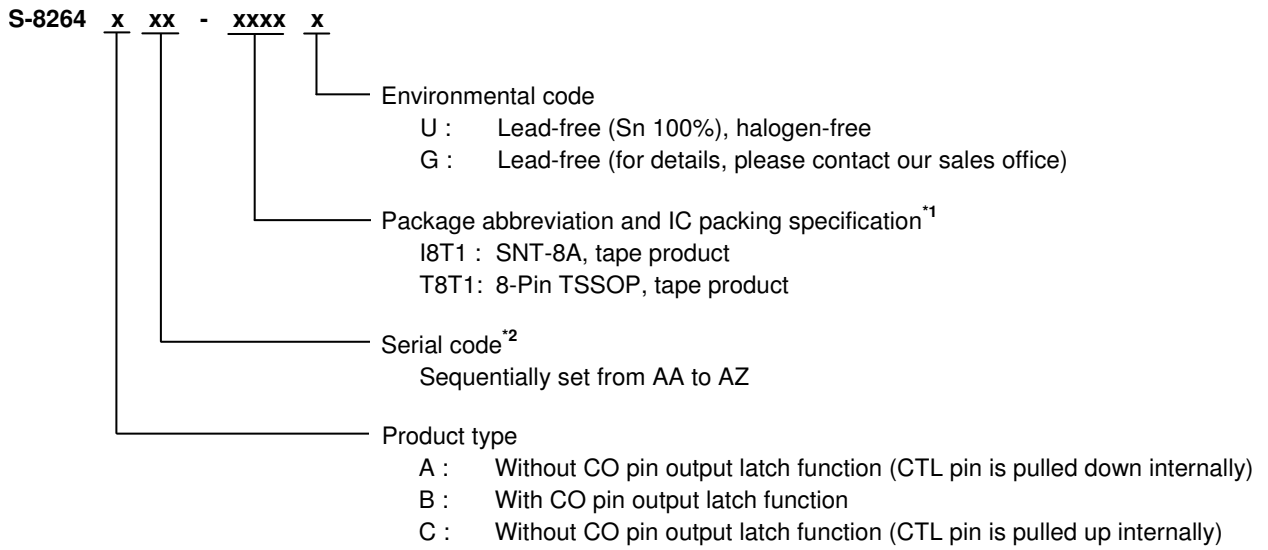 S-8264 x xx - xxxx x
Environmental code
U : Lead-free (Sn 100%), halogen-free
G : Lead-free (for details, please contact our sales office)
Package abbreviation and IC packing specification*1
I8T1 : SNT-8A, tape product
T8T1: 8-Pin TSSOP, tape product
Serial code*2
Sequentially set from AA to AZ
Product type
A : Without CO pin output latch function (CTL pin is pulled down internally)
B : With CO pin output latch function
C : Without CO pin output latch function (CTL pin is pulled up internally)